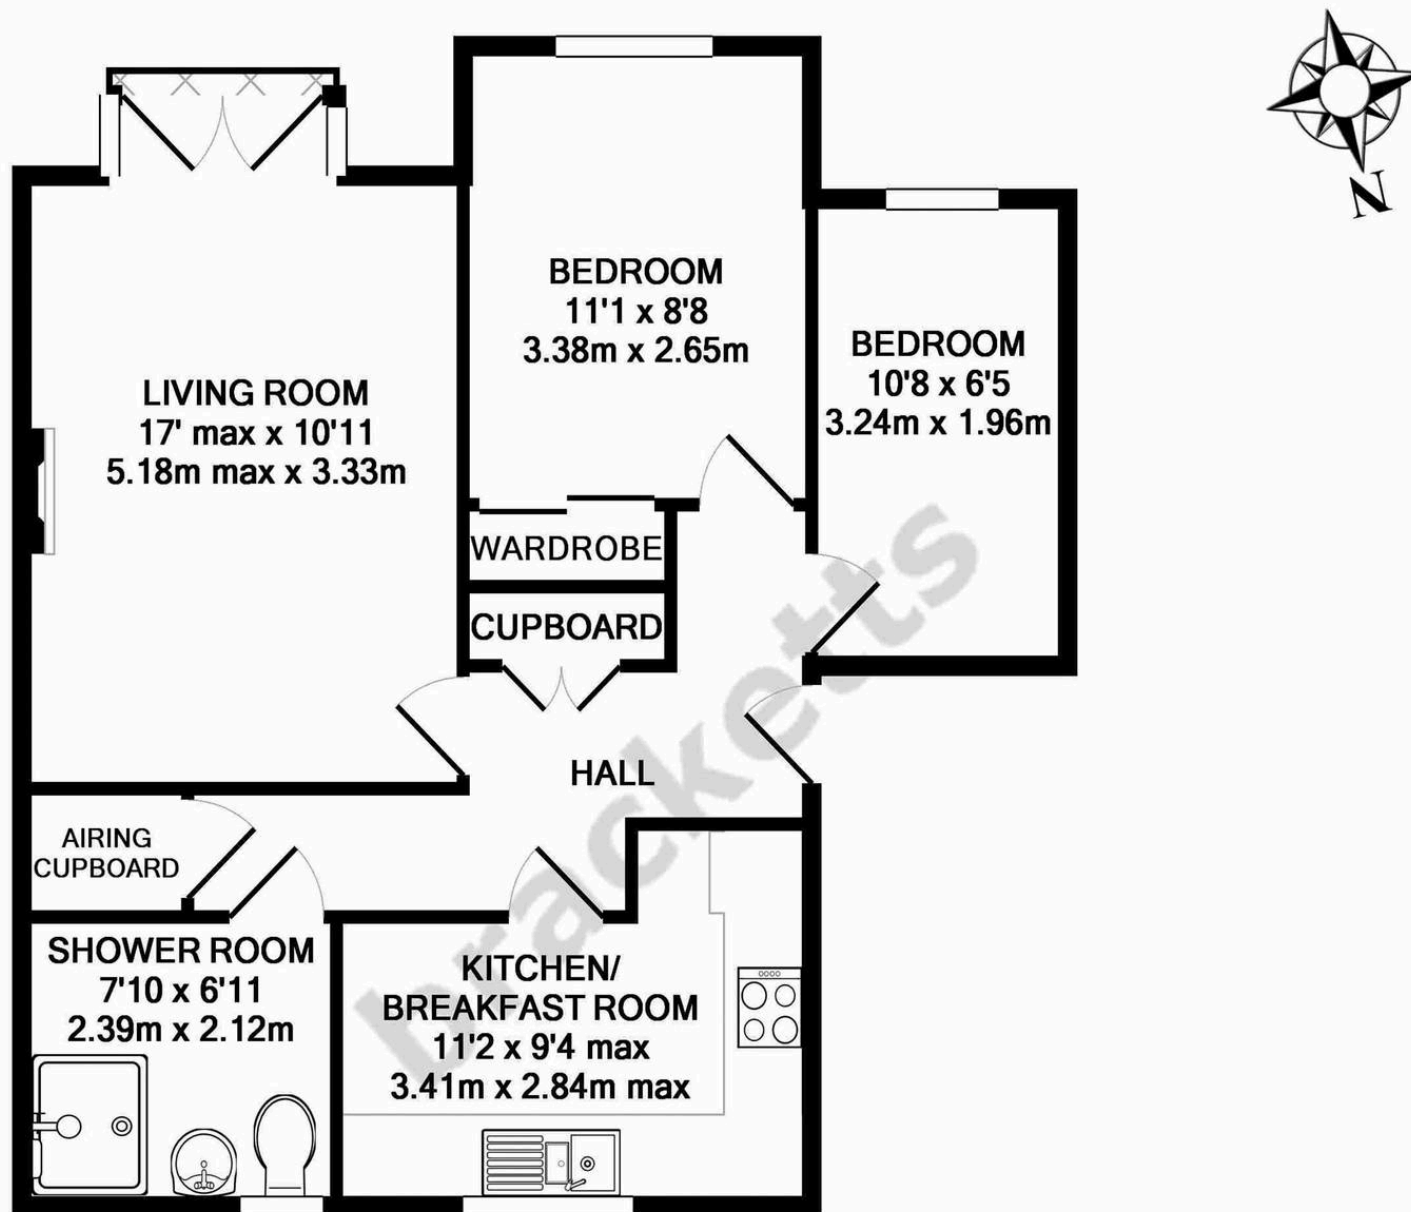 N
BEDROOM
11'1 x 8'8
3.38m x 2.65m
BEDROOM
10'8 x 6'5
3.24m x 1.96m
LIVING ROOM
17' max x 10'11
5.18m max x 3.33m
WARDROBE
CUPBOARD
HALL
AIRING
CUPBOARD
SHOWER ROOM
7'10 x 6'11
2.39m x 2.12m
KITCHEN/
BREAKFAST ROOM
11'2 x 9'4 max
3.41m x 2.84m max
bracketts